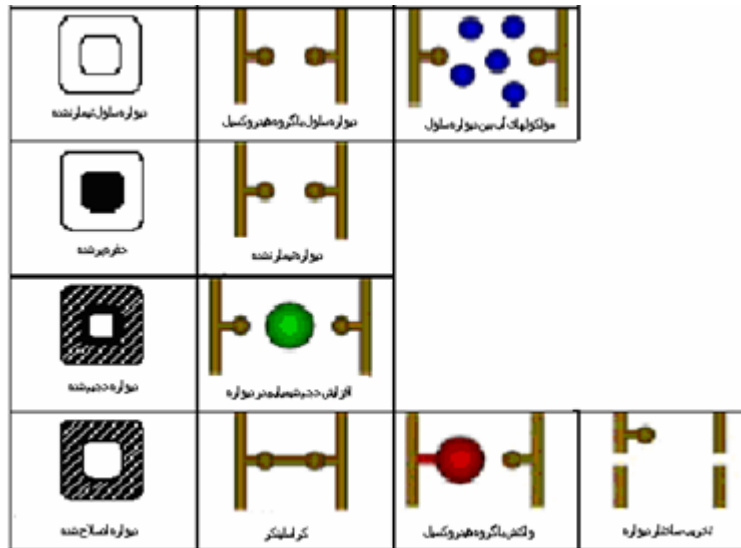 دیواره سلول تیمار نشده
دیواره سلول با گروه هیدروکسیل
مولکولهای آب بین دیواره سلول
حفره پر شده
دیواره تیمار نشده
دیواره حجیم شده
افزایش حجیم شیمیایی در دیواره
دیواره اصلاح شده
کراسلینکر
واکنش با گروه هیدروکسیل
تخریب ساختار دیواره